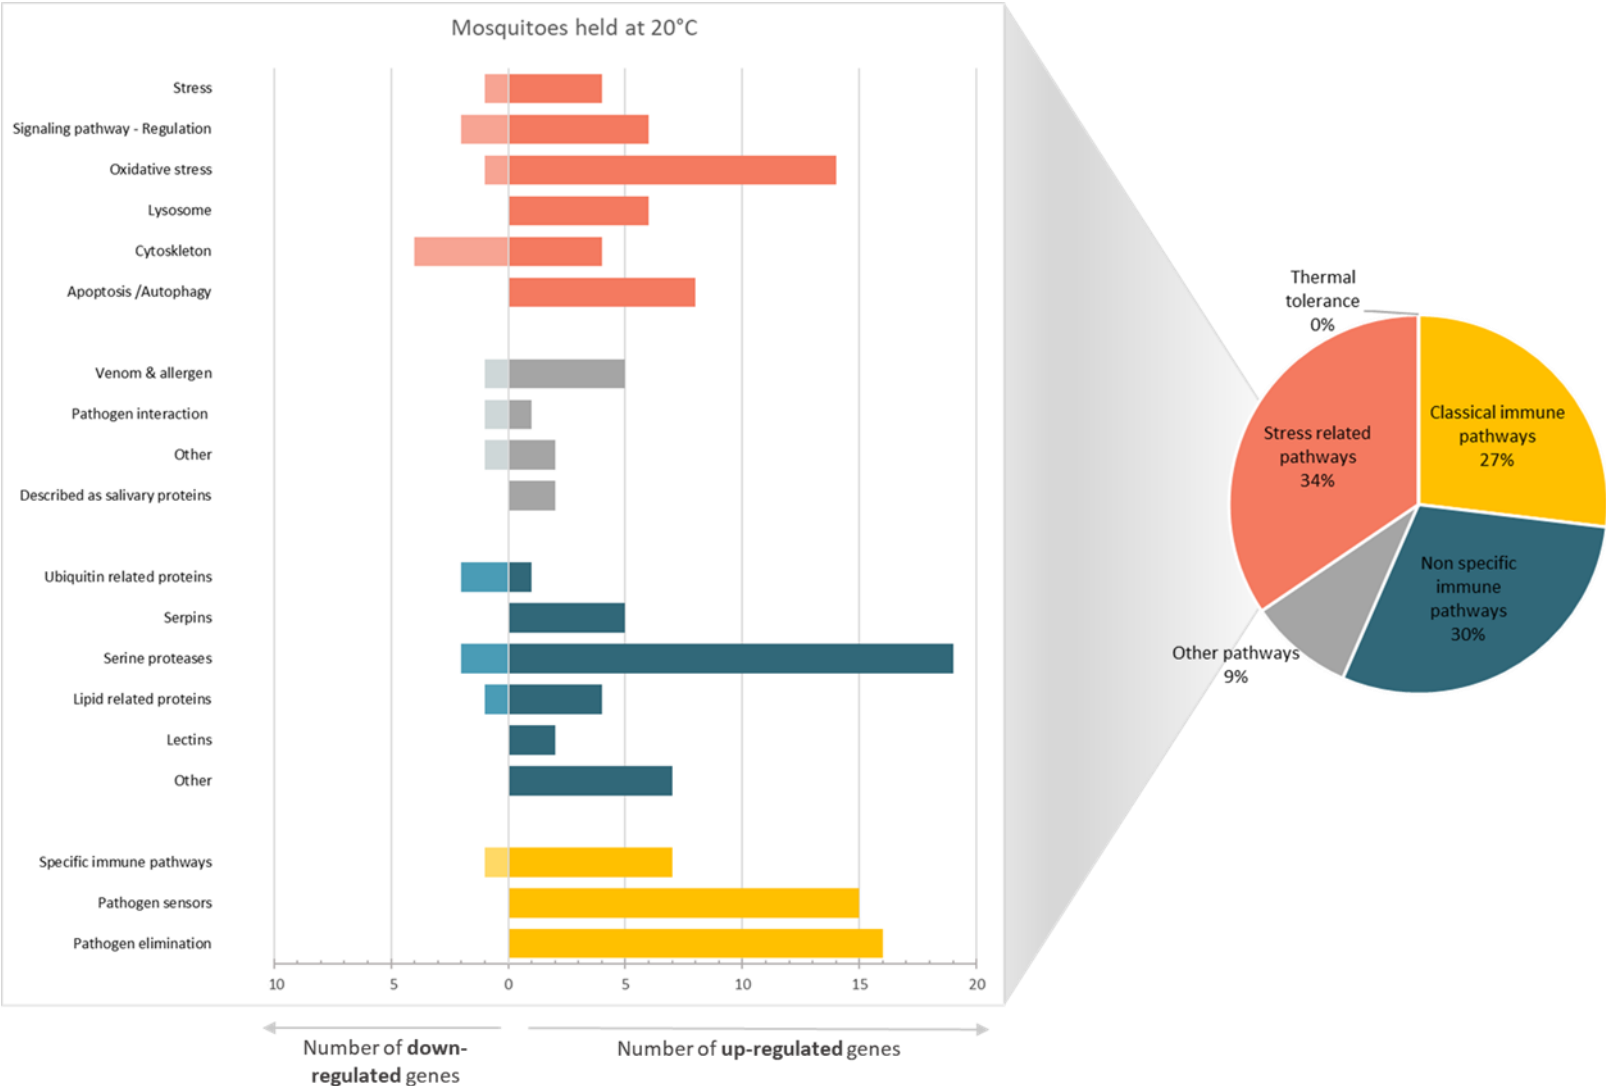 Mosquitoes held at 20°C
Stress
Signaling pathway - Regulation
Oxidative stress
Lysosome
Cytoskleton
Apoptosis /Autophagy
Venom & allergen
Pathogen interaction
Other
Described as salivary proteins
Ubiquitin related proteins
Serpins
Serine proteases
Lipid related proteins
Lectins
Other
Specific immune pathways
Pathogen sensors
Pathogen elimination
10 5 0 5 10 15 20
Number of down-
regulated genes
Number of up-regulated genes
Thermal
tolerance
0%
Classical immune
pathways
27%
Stress related
pathways
34%
Non specific
immune
pathways
30%
Other pathways
9%